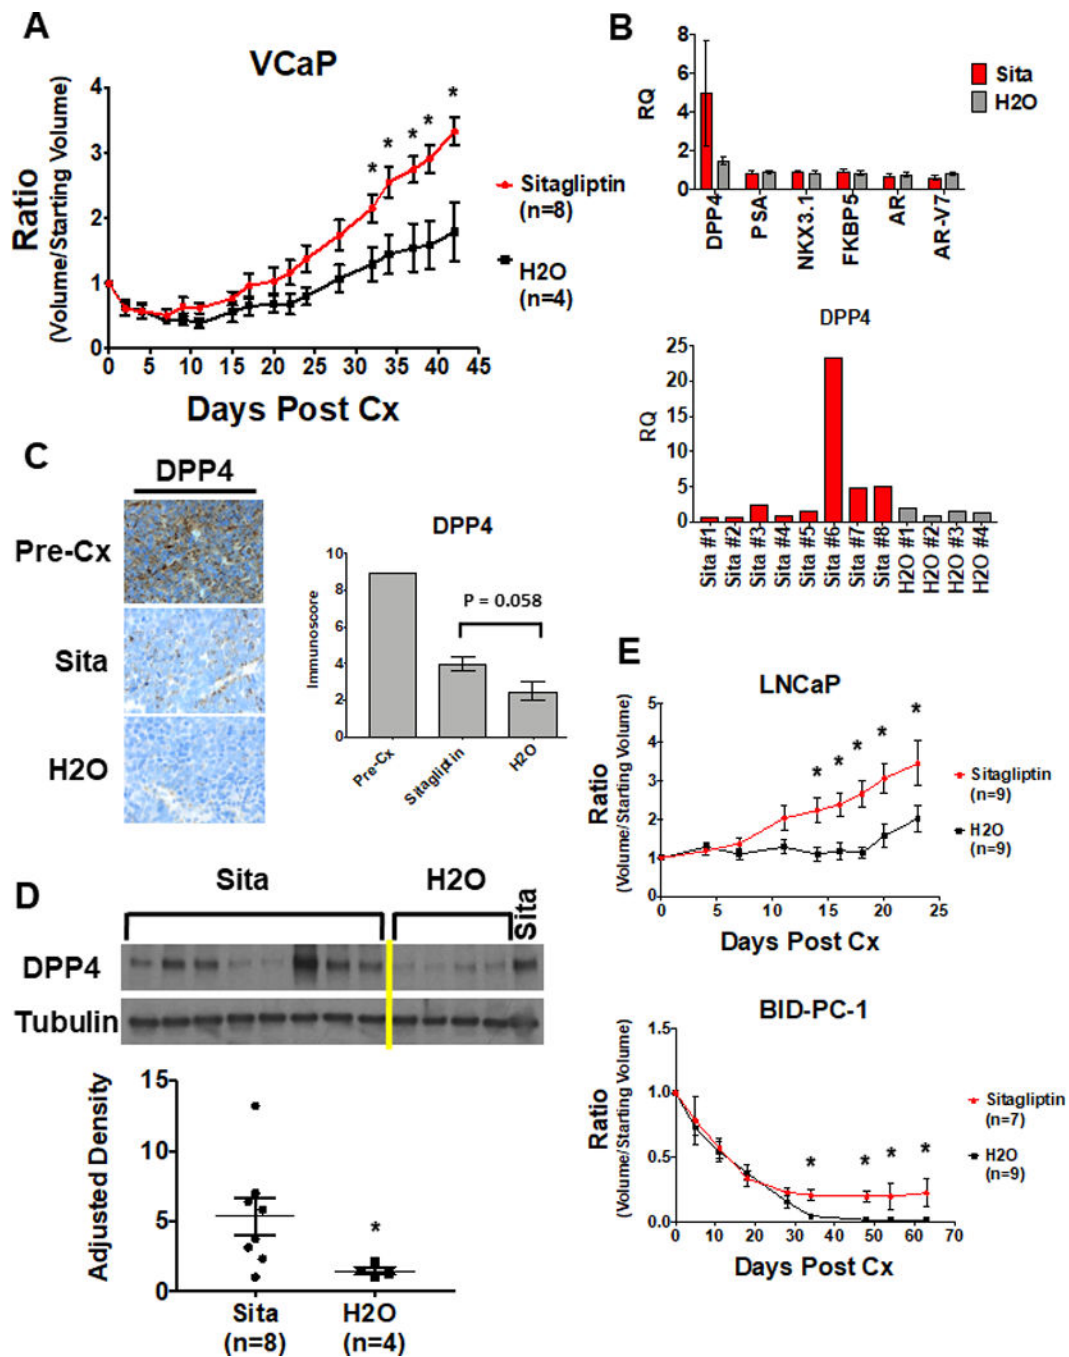 A
VCaP
4
3
2
1
0
Ratio
(Volume/Starting Volume)
* * * * *
0 5 10 15 20 25 30 35 40 45
Days Post Cx
Sitagliptin
(n=8)
H2O
(n=4)
B
8
6
4
2
0
RQ
Sita
H2O
DPP4
PSA
NKX3.1
FKBP5
AR
AR-V7
DPP4
25
20
15
10
5
0
RQ
Sita #1
Sita #2
Sita #3
Sita #4
Sita #5
Sita #6
Sita #7
Sita #8
H2O #1
H2O #2
H2O #3
H2O #4
C
DPP4
Pre-Cx
Sita
H2O
DPP4
10
8
6
4
2
0
Immunoscore
P = 0.058
Pre-Cx
Sitagliptin
H2O
D
Sita
H2O
Sita
DPP4
Tubulin
15
10
5
0
Adjusted Density
*
Sita
(n=8)
H2O
(n=4)
E
LNCaP
5
4
3
2
1
0
Ratio
(Volume/Starting Volume)
* * * * *
0 5 10 15 20 25
Days Post Cx
Sitagliptin
(n=9)
H2O
(n=9)
BID-PC-1
1.5
1.0
0.5
0.0
Ratio
(Volume/Starting Volume)
* * * *
0 10 20 30 40 50 60 70
Days Post Cx
Sitagliptin
(n=7)
H2O
(n=9)